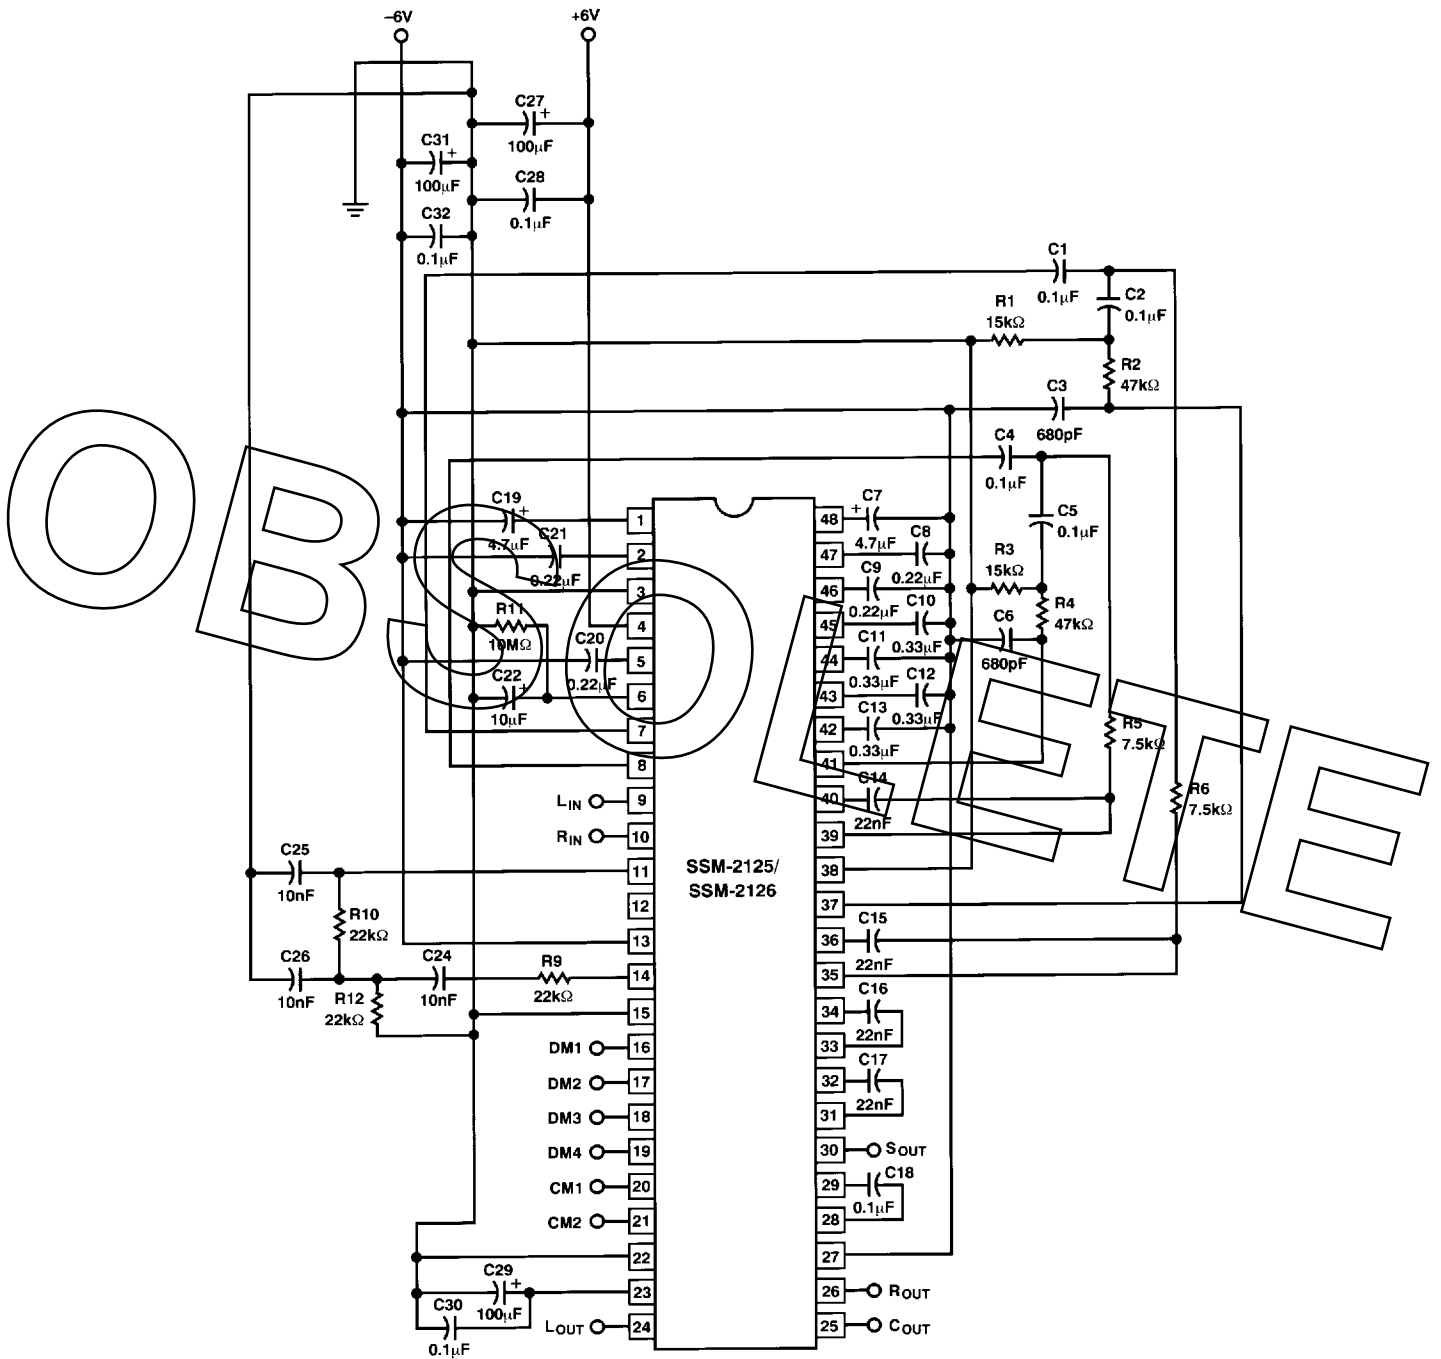 –6V
+6V
C27
+
100µF
C31
+
100µF
C28
0.1µF
C32
0.1µF
C1
0.1µF
C2
0.1µF
R1
15kΩ
R2
47kΩ
C3
680pF
C4
0.1µF
C5
0.1µF
R3
15kΩ
R4
47kΩ
C6
680pF
R5
7.5kΩ
R6
7.5kΩ
OBSOLETE
C19
+
4.7µF
C21
0.22µF
R11
10MΩ
C20
0.22µF
C22
+
10µF
1
2
3
4
5
6
7
8
LIN
9
RIN
10
11
12
13
14
15
DM1
16
DM2
17
DM3
18
DM4
19
CM1
20
CM2
21
22
23
LOUT
24
C25
10nF
R10
22kΩ
C26
10nF
R12
22kΩ
C24
10nF
R9
22kΩ
C29
+
100µF
C30
0.1µF
SSM-2125/
SSM-2126
48
+
C7
4.7µF
47
C8
0.22µF
46
C9
0.22µF
45
C10
0.33µF
44
C11
0.33µF
43
C12
0.33µF
42
C13
0.33µF
41
40
C14
22nF
39
38
37
36
C15
22nF
35
34
C16
22nF
33
32
C17
22nF
31
30
SOUT
29
C18
0.1µF
28
27
26
ROUT
25
COUT